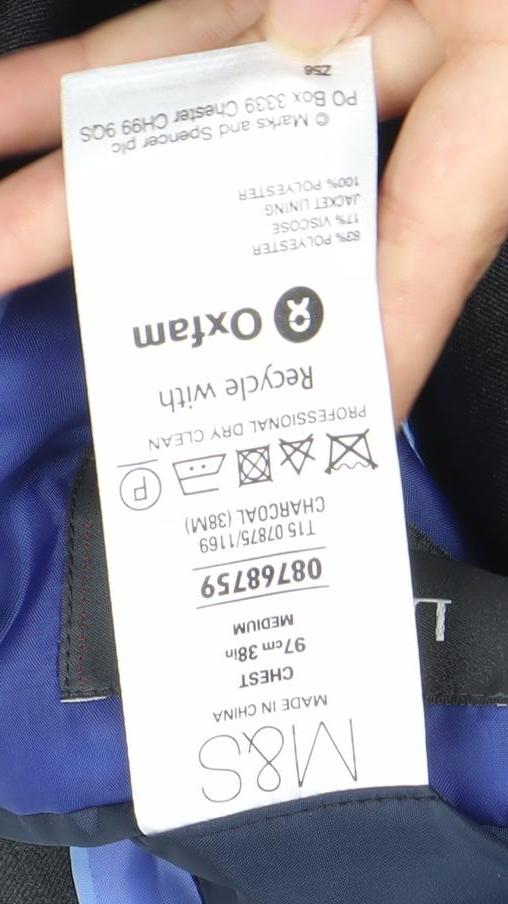 M&S
MADE IN CHINA
CHEST
97cm 38in
MEDIUM
08768759
T15 07875/1169
CHARCOAL (38M)
P
PROFESSIONAL DRY CLEAN
Recycle with
Oxfam
83% POLYESTER
17% VISCOSE
JACKET LINING
100% POLYESTER
© Marks and Spencer plc
PO Box 3339 Chester CH99 9QS
Z56